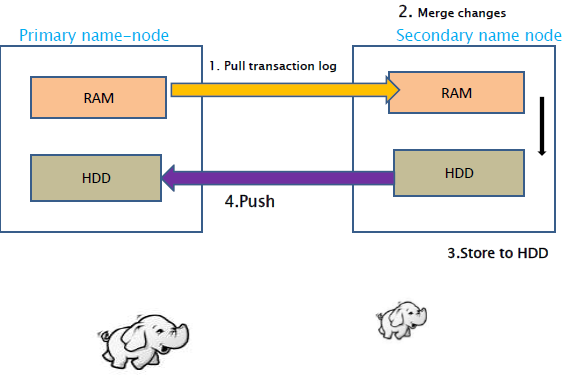 2. Merge changes
Primary name-node
Secondary name node
1. Pull transaction log
RAM
RAM
HDD
HDD
4.Push
3.Store to HDD